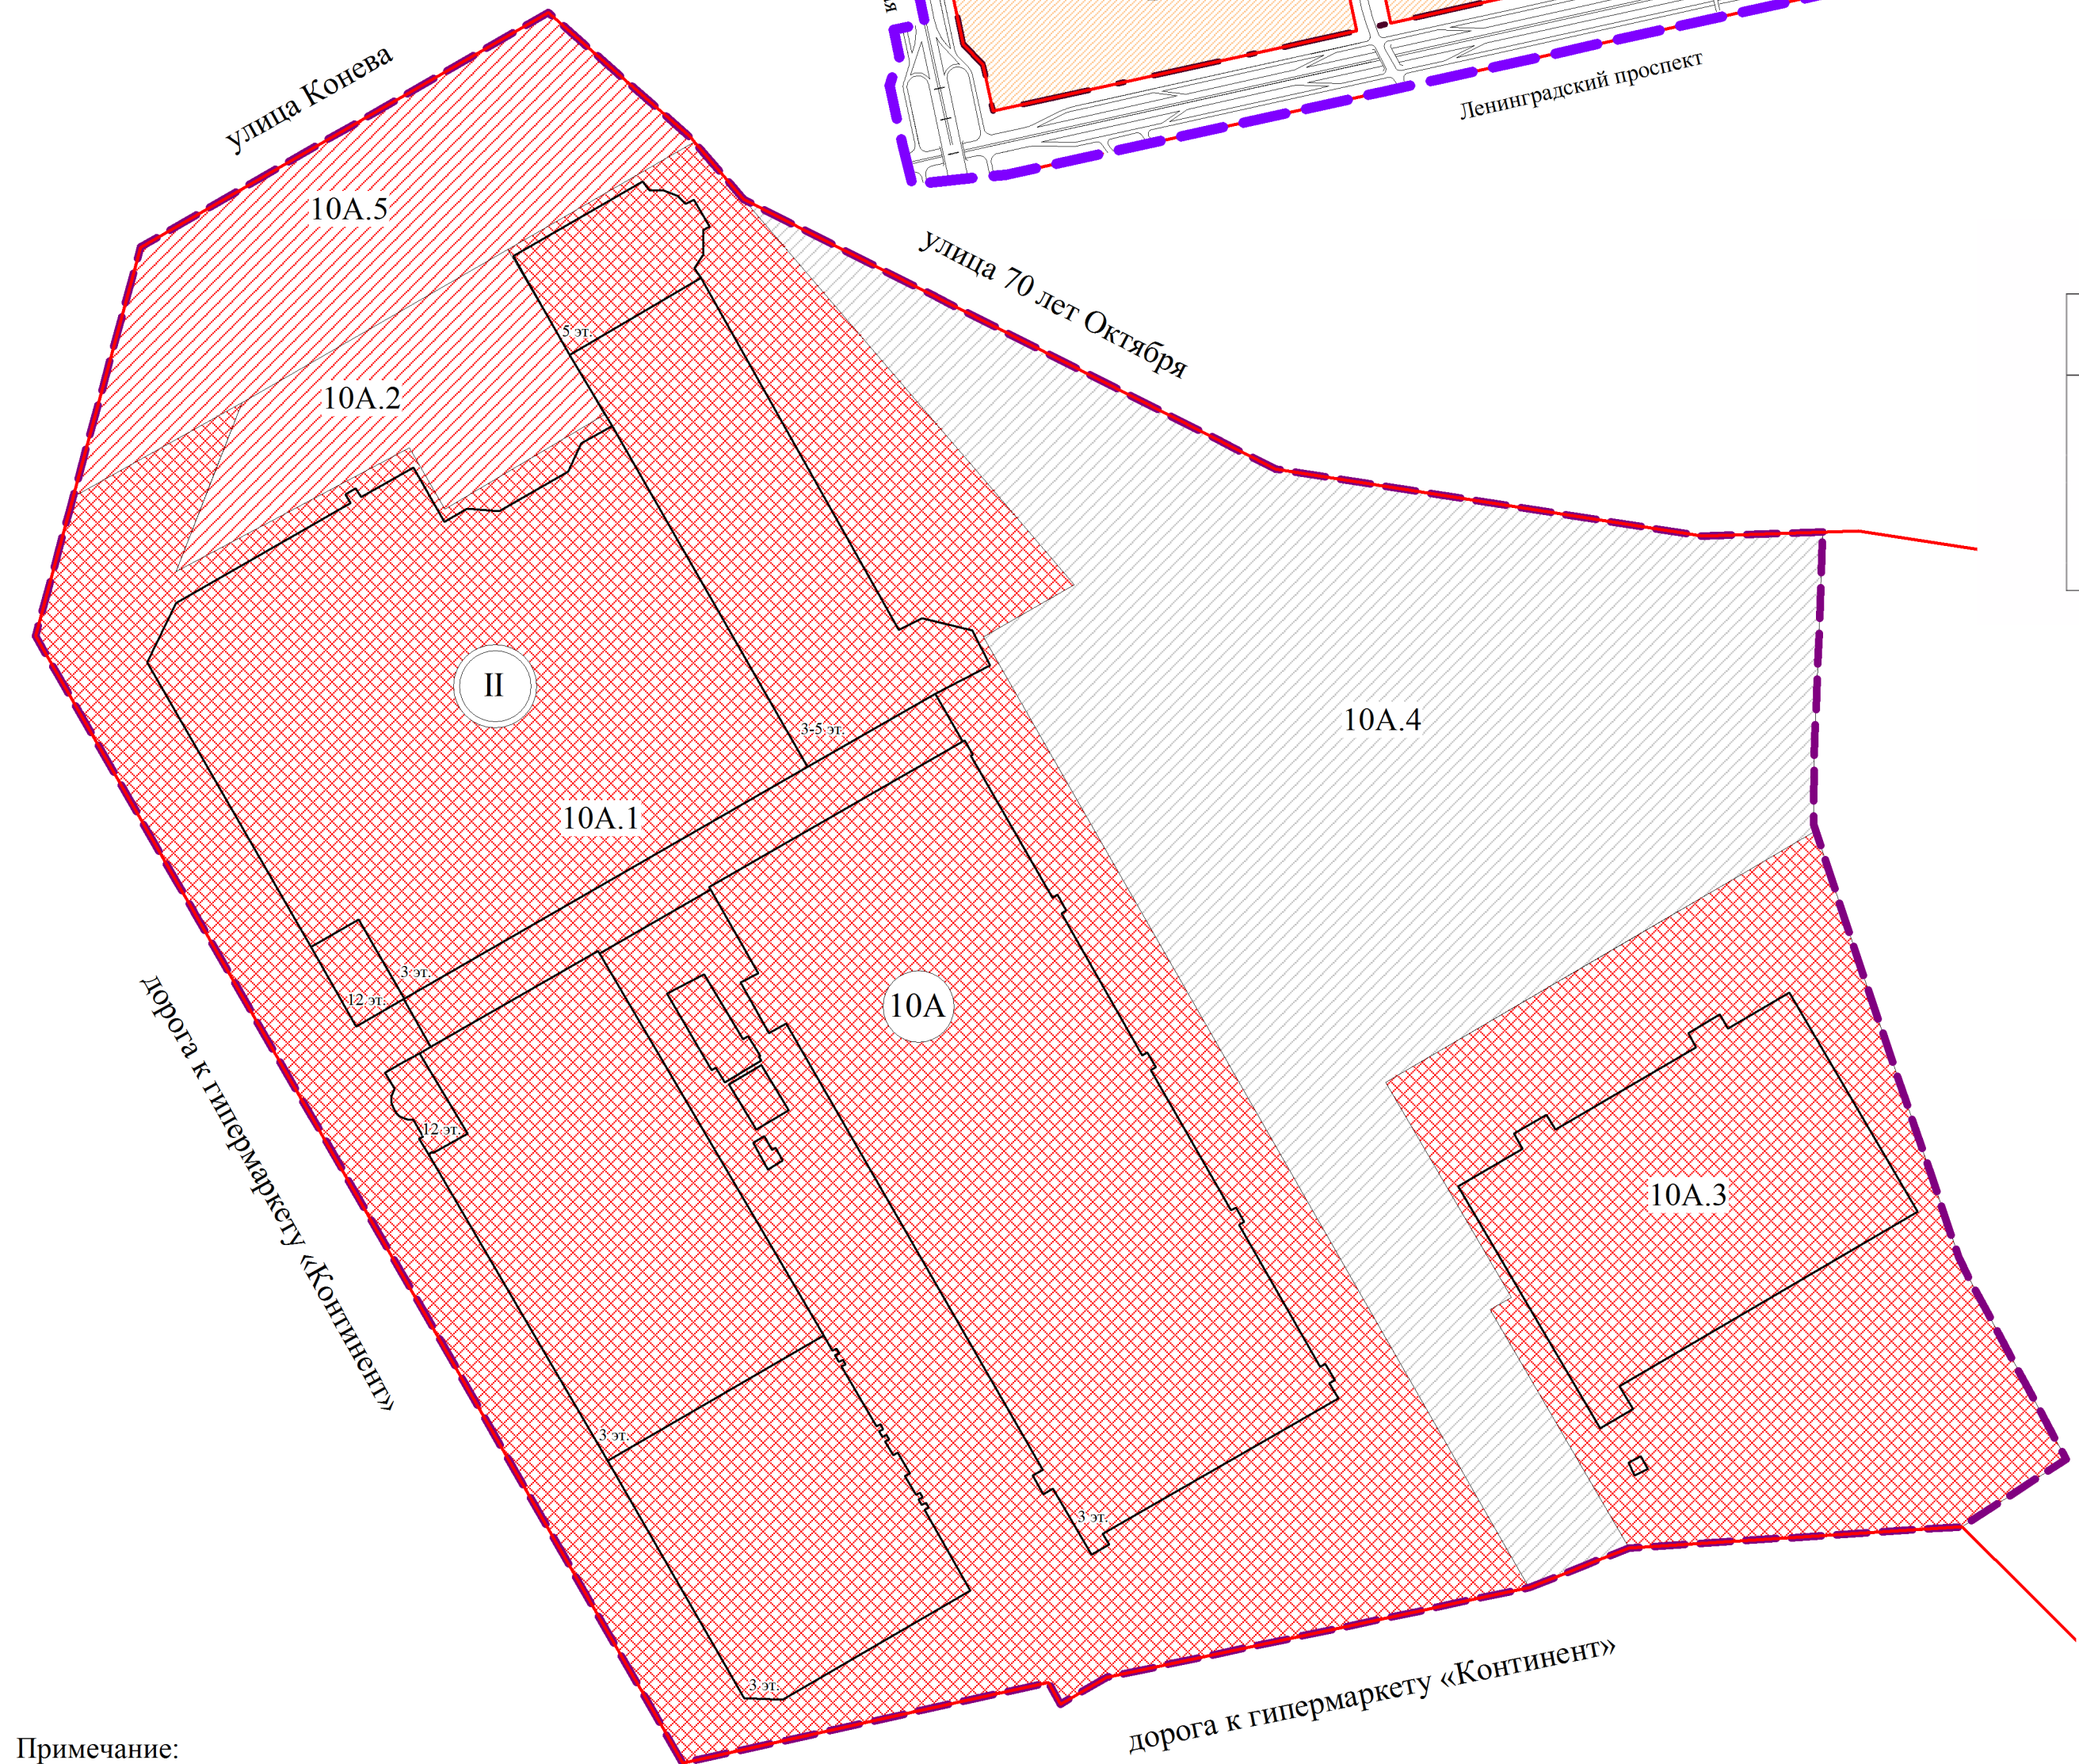 Ленинградский проспект
улица Конева
10А.5
улица 70 лет Октября
5 эт.
10А.2
II
10А.4
3-5 эт.
10А.1
3 эт.
12 эт.
10А
дорога к гипермаркету «Континент»
12 эт.
10А.3
3 эт.
3 эт.
3 эт.
дорога к гипермаркету «Континент»
Примечание: